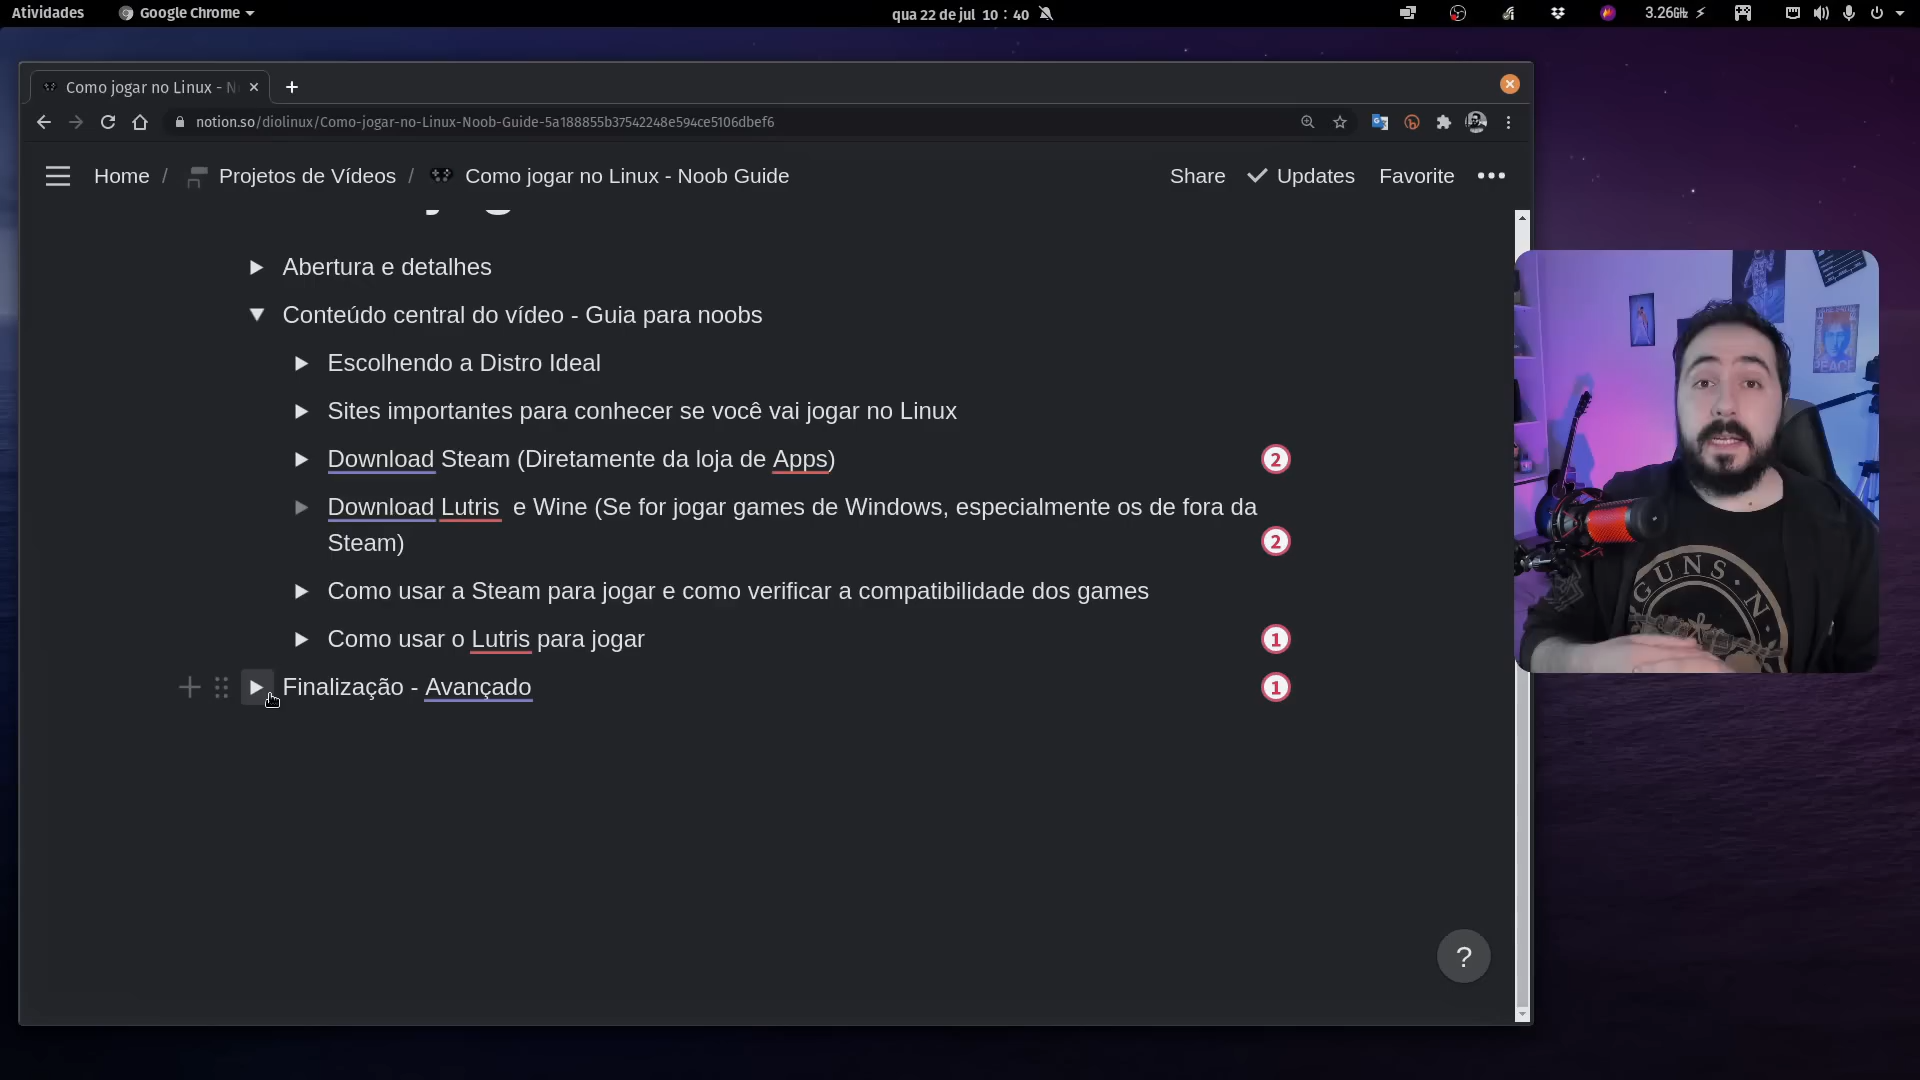 Atividades
Google Chrome
qua 22 de jul 10 : 40
3.26GHz
Como jogar no Linux - N
notion.so/diolinux/Como-jogar-no-Linux-Noob-Guide-5a188855b37542248e594ce5106dbef6
Home / Projetos de Vídeos / Como jogar no Linux - Noob Guide
Share Updates Favorite
Abertura e detalhes
Conteúdo central do vídeo - Guia para noobs
Escolhendo a Distro Ideal
Sites importantes para conhecer se você vai jogar no Linux
Download Steam (Diretamente da loja de Apps) 2
Download Lutris e Wine (Se for jogar games de Windows, especialmente os de fora da
Steam) 2
Como usar a Steam para jogar e como verificar a compatibilidade dos games
Como usar o Lutris para jogar 1
Finalização - Avançado 1
?
PEACE
GUNS N